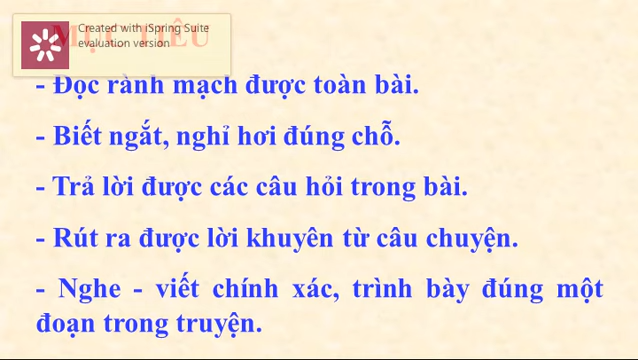 MỤC TIÊU
Created with iSpring Suite
evaluation version
- Đọc rành mạch được toàn bài.
- Biết ngắt, nghỉ hơi đúng chỗ.
- Trả lời được các câu hỏi trong bài.
- Rút ra được lời khuyên từ câu chuyện.
- Nghe - viết chính xác, trình bày đúng một
đoạn trong truyện.